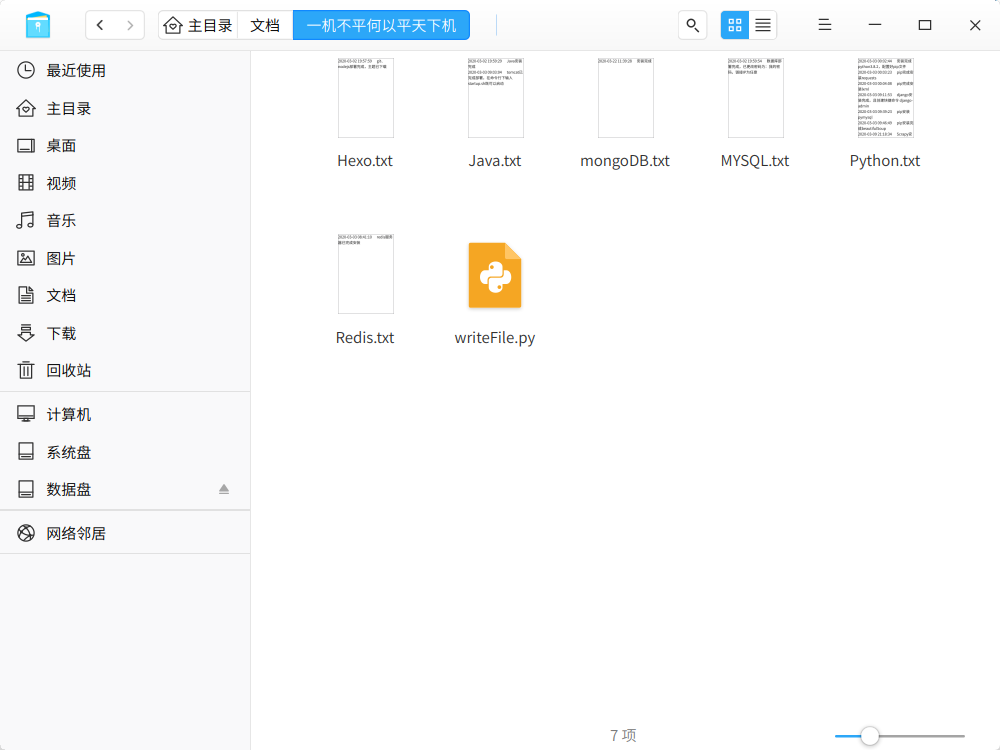 主目录 文档 一机不平何以平天下机
最近使用
主目录
桌面
视频
音乐
图片
文档
下载
回收站
计算机
系统盘
数据盘
网络邻居
Hexo.txt Java.txt mongoDB.txt MYSQL.txt Python.txt
Redis.txt writeFile.py
7 项